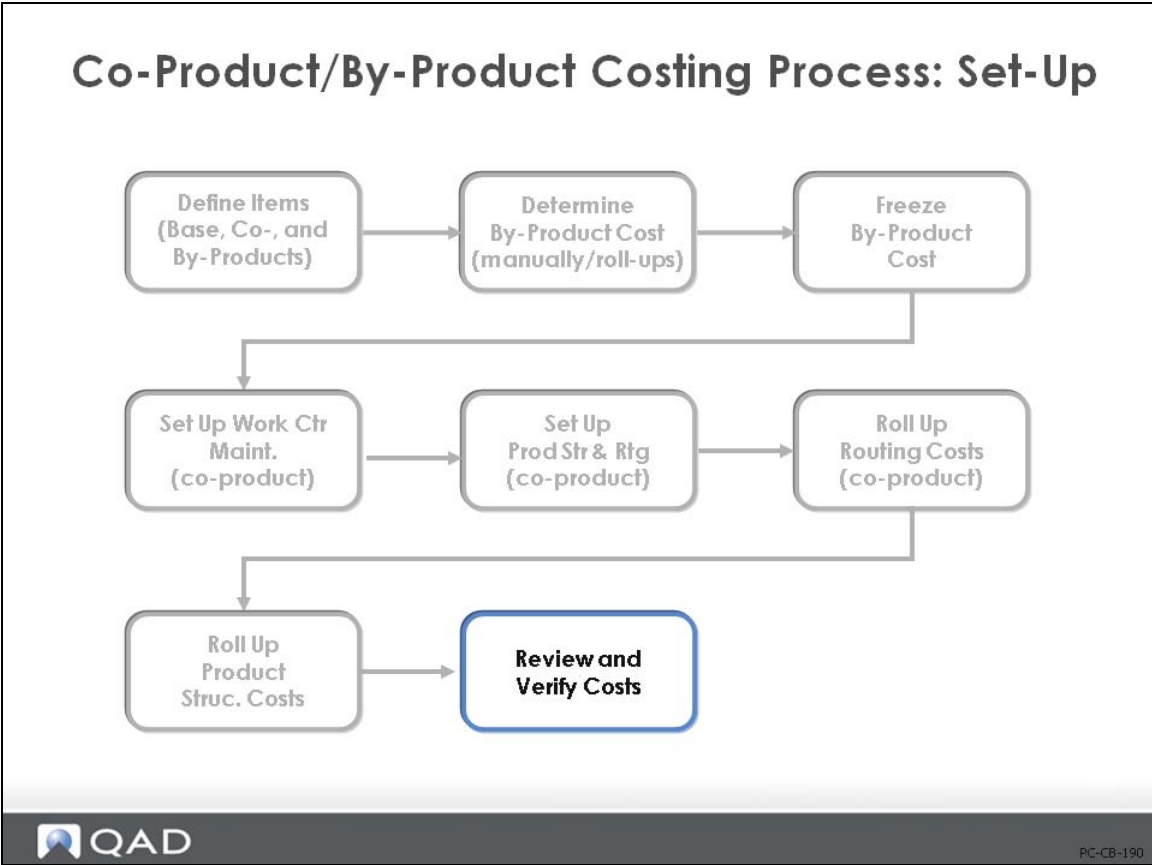 Co-Product/By-Product Costing Process: Set-Up
Define Items
(Base, Co-, and
By-Products)
Determine
By-Product Cost
(manually/roll-ups)
Freeze
By-Product
Cost
Set Up Work Ctr
Maint.
(co-product)
Set Up
Prod Str & Rtg
(co-product)
Roll Up
Routing Costs
(co-product)
Roll Up
Product
Struc. Costs
Review and
Verify Costs
QAD
PC-CB-190